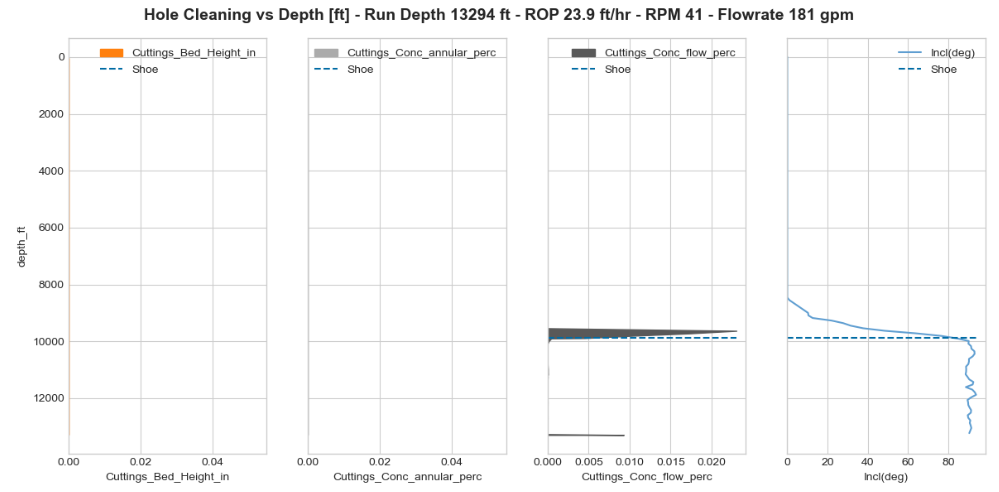 Hole Cleaning vs Depth [ft] - Run Depth 13294 ft - ROP 23.9 ft/hr - RPM 41 - Flowrate 181 gpm
Cuttings_Bed_Height_in
Shoe
Cuttings_Conc_annular_perc
Shoe
Cuttings_Conc_flow_perc
Shoe
Incl(deg)
Shoe
0
2000
4000
6000
8000
10000
12000
depth_ft
0.00 0.02 0.04
0.00 0.02 0.04
0.000 0.005 0.010 0.015 0.020
0 20 40 60 80
Cuttings_Bed_Height_in
Cuttings_Conc_annular_perc
Cuttings_Conc_flow_perc
Incl(deg)